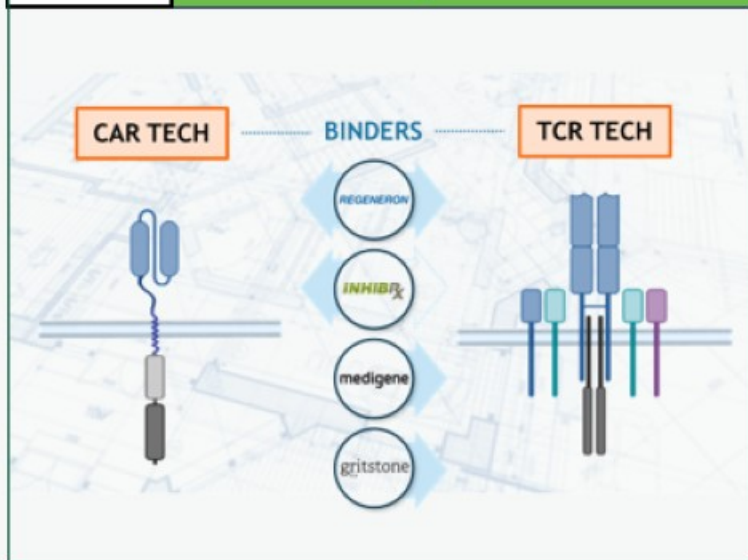 CAR TECH
BINDERS
TCR TECH
REGENERON
INHIBRx
medigene
gritstone